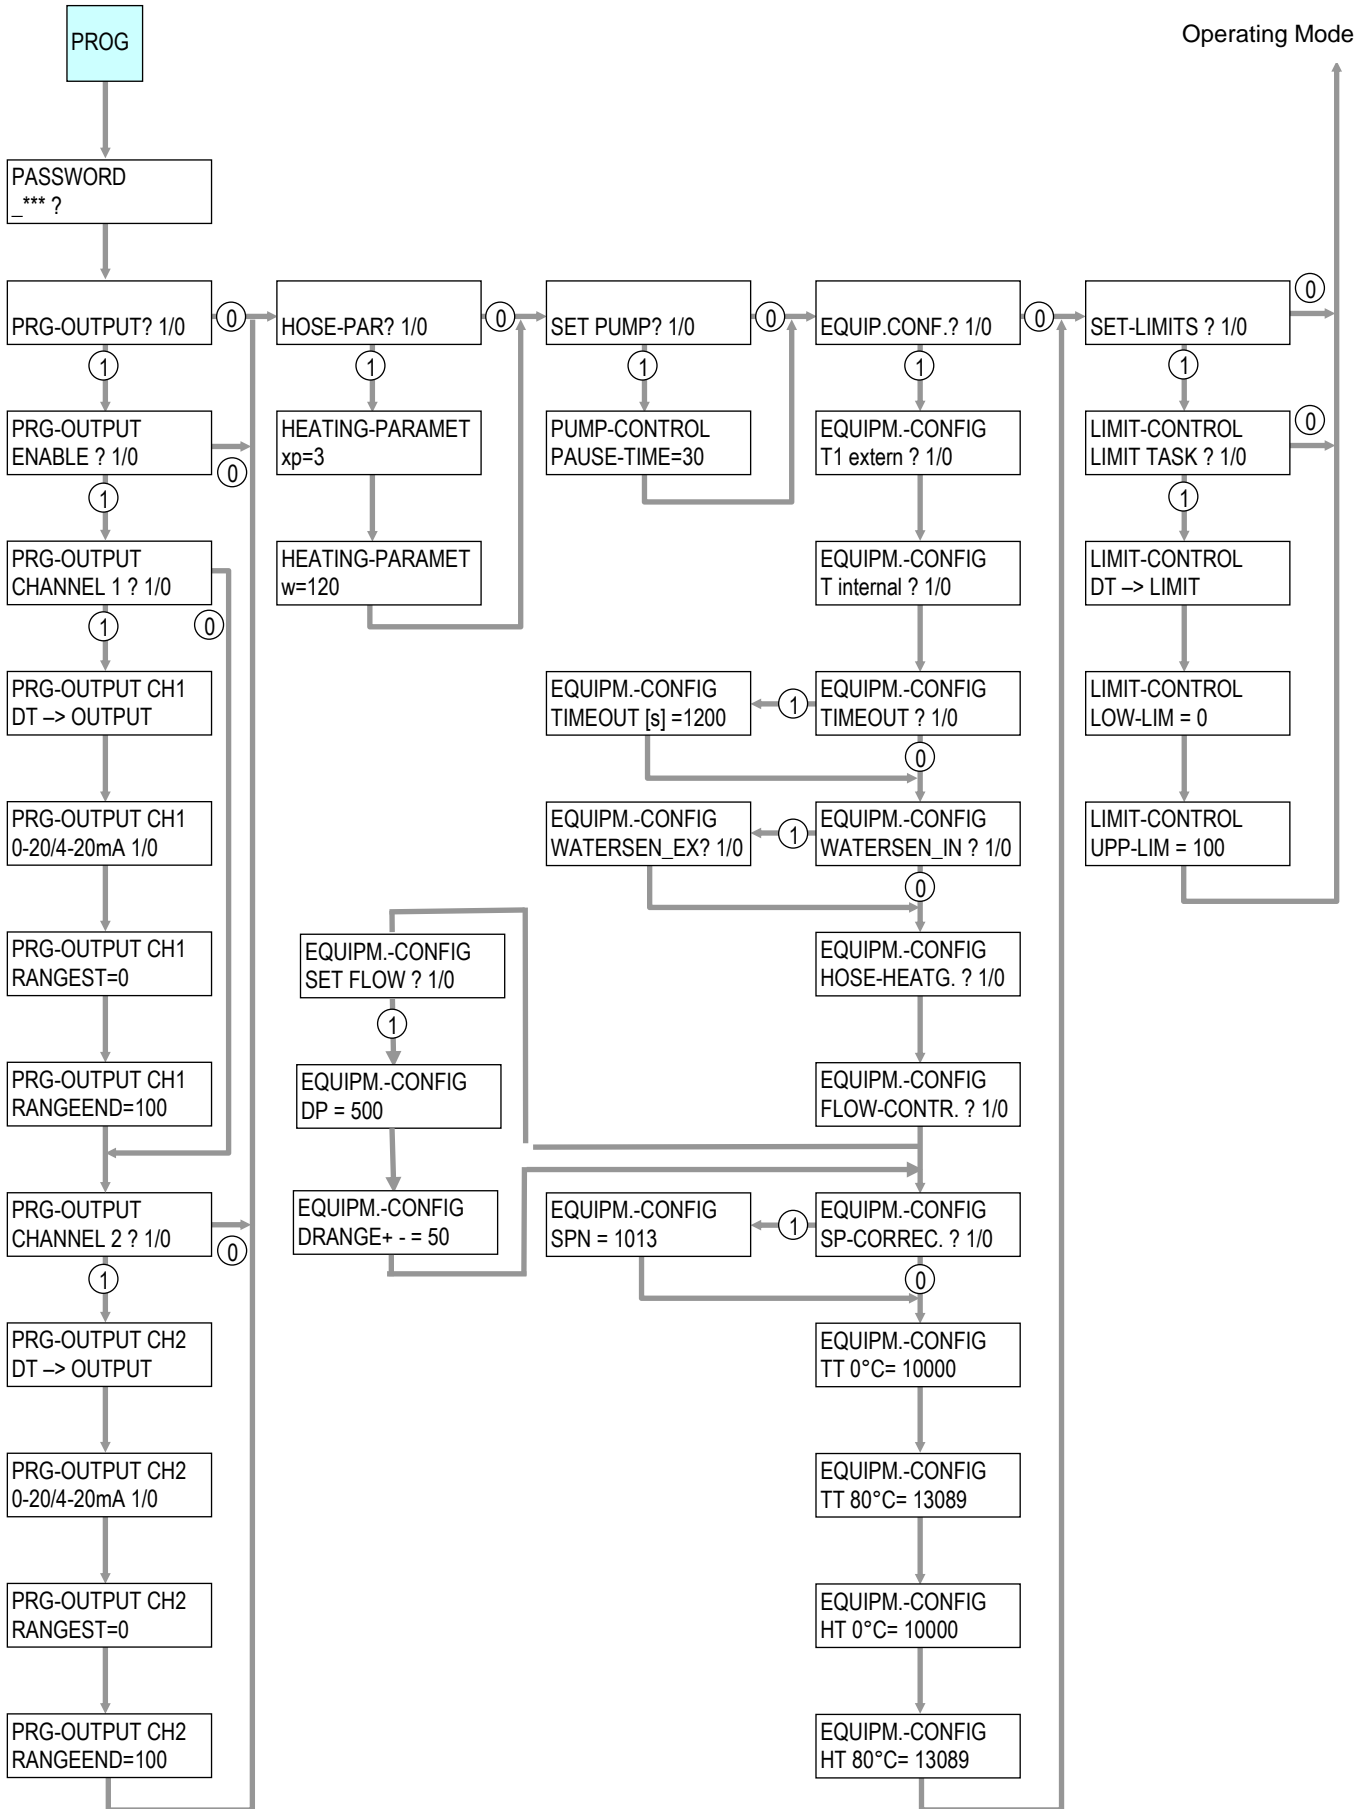 PROG
Operating Mode
PASSWORD
_*** ?
PRG-OUTPUT? 1/0
0
HOSE-PAR? 1/0
0
SET PUMP? 1/0
0
EQUIP.CONF.? 1/0
0
SET-LIMITS ? 1/0
0
1
1
1
1
1
PRG-OUTPUT
ENABLE ? 1/0
0
HEATING-PARAMET
xp=3
PUMP-CONTROL
PAUSE-TIME=30
EQUIPM.-CONFIG
T1 extern ? 1/0
LIMIT-CONTROL
LIMIT TASK ? 1/0
0
1
1
PRG-OUTPUT
CHANNEL 1 ? 1/0
HEATING-PARAMET
w=120
EQUIPM.-CONFIG
T internal ? 1/0
LIMIT-CONTROL
DT –> LIMIT
1
0
PRG-OUTPUT CH1
DT –> OUTPUT
EQUIPM.-CONFIG
TIMEOUT [s] =1200
1
EQUIPM.-CONFIG
TIMEOUT ? 1/0
LIMIT-CONTROL
LOW-LIM = 0
0
PRG-OUTPUT CH1
0-20/4-20mA 1/0
EQUIPM.-CONFIG
WATERSEN_EX? 1/0
1
EQUIPM.-CONFIG
WATERSEN_IN ? 1/0
LIMIT-CONTROL
UPP-LIM = 100
0
PRG-OUTPUT CH1
RANGEST=0
EQUIPM.-CONFIG
SET FLOW ? 1/0
EQUIPM.-CONFIG
HOSE-HEATG. ? 1/0
1
PRG-OUTPUT CH1
RANGEEND=100
EQUIPM.-CONFIG
DP = 500
EQUIPM.-CONFIG
FLOW-CONTR. ? 1/0
PRG-OUTPUT
CHANNEL 2 ? 1/0
0
EQUIPM.-CONFIG
DRANGE+ - = 50
EQUIPM.-CONFIG
SPN = 1013
1
EQUIPM.-CONFIG
SP-CORREC. ? 1/0
1
0
PRG-OUTPUT CH2
DT –> OUTPUT
EQUIPM.-CONFIG
TT 0°C= 10000
PRG-OUTPUT CH2
0-20/4-20mA 1/0
EQUIPM.-CONFIG
TT 80°C= 13089
PRG-OUTPUT CH2
RANGEST=0
EQUIPM.-CONFIG
HT 0°C= 10000
PRG-OUTPUT CH2
RANGEEND=100
EQUIPM.-CONFIG
HT 80°C= 13089